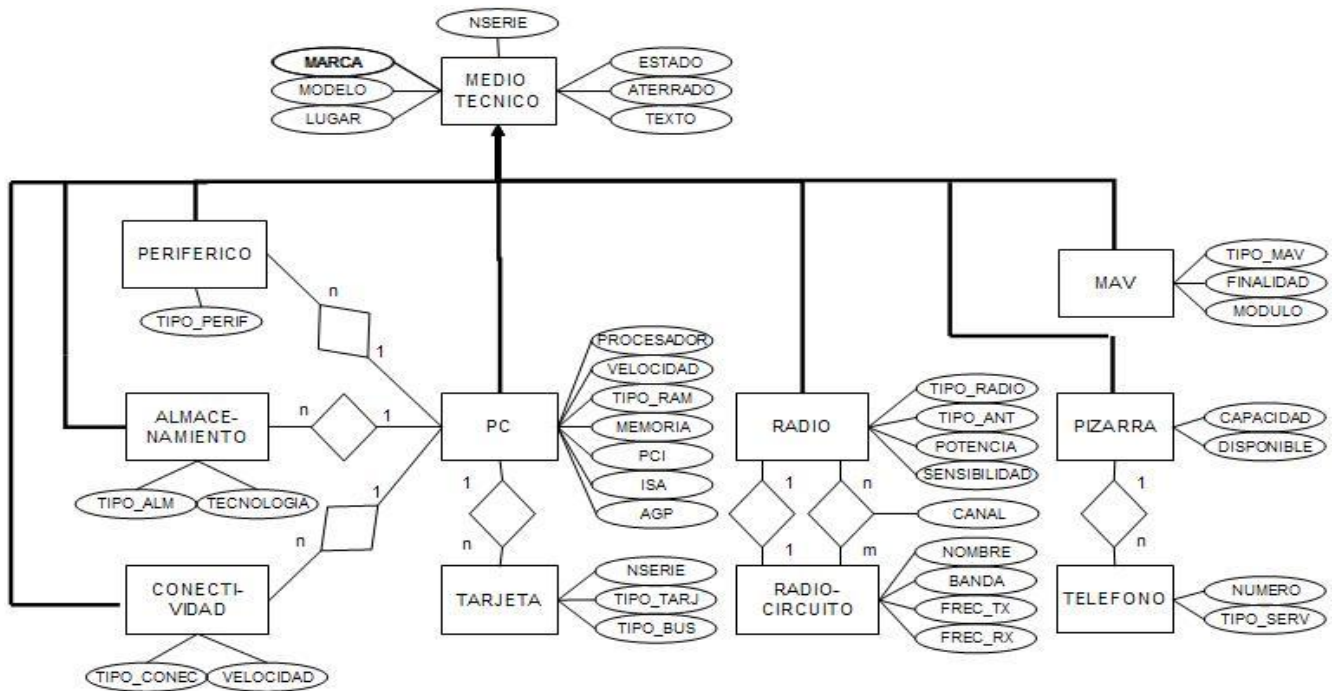 NSERIE
MARCA
MODELO
LUGAR
MEDIO
TECNICO
ESTADO
ATERRADO
TEXTO
PERIFERICO
TIPO_PERIF
n
1
MAV
TIPO_MAV
FINALIDAD
MODULO
ALMACE-
NAMIENTO
TIPO_ALM
TECNOLOGIA
n
1
PC
PROCESADOR
VELOCIDAD
TIPO_RAM
MEMORIA
PCI
ISA
AGP
RADIO
TIPO_RADIO
TIPO_ANT
POTENCIA
SENSIBILIDAD
PIZARRA
CAPACIDAD
DISPONIBLE
1
n
1
n
1
1
n
m
CANAL
1
n
CONECTI-
VIDAD
TIPO_CONEC
VELOCIDAD
TARJETA
NSERIE
TIPO_TARJ
TIPO_BUS
RADIO-
CIRCUITO
NOMBRE
BANDA
FREC_TX
FREC_RX
TELEFONO
NUMERO
TIPO_SERV